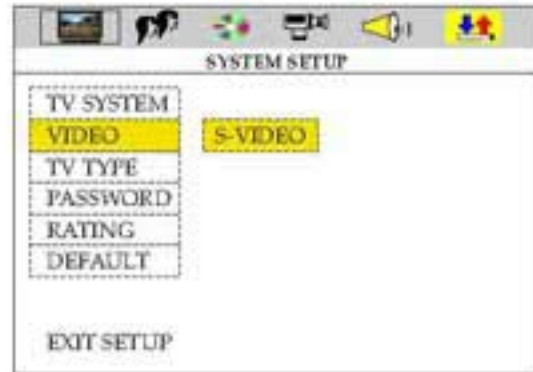 SYSTEM SETUP
TV SYSTEM
VIDEO S-VIDEO
TV TYPE
PASSWORD
RATING
DEFAULT
EXIT SETUP